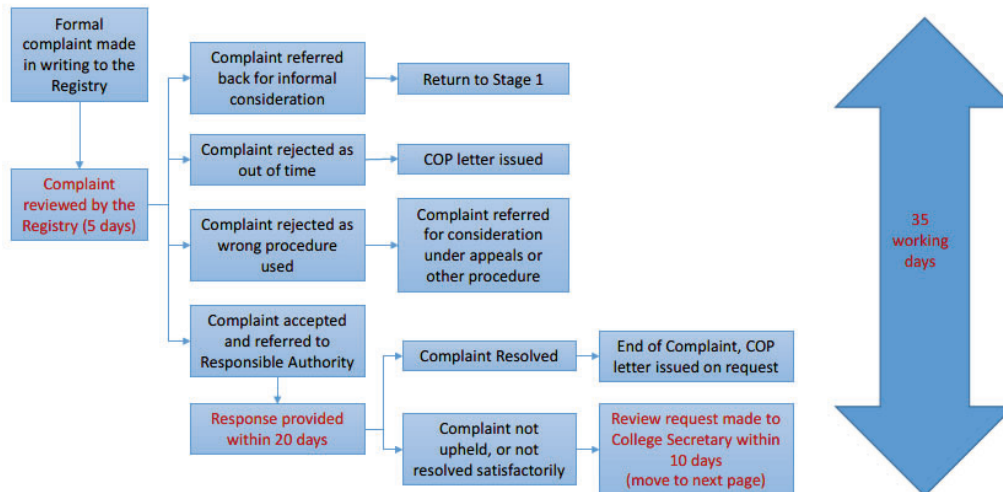 Formal
complaint made
in writing to the
Registry
Complaint referred
back for informal
consideration
Return to Stage 1
Complaint rejected as
out of time
COP letter issued
Complaint
reviewed by the
Registry (5 days)
Complaint rejected as
wrong procedure
used
Complaint referred
for consideration
under appeals or
other procedure
35
working
days
Complaint accepted
and referred to
Responsible Authority
Complaint Resolved
End of Complaint, COP
letter issued on request
Response provided
within 20 days
Complaint not
upheld, or not
resolved satisfactorily
Review request made to
College Secretary within
10 days
(move to next page)